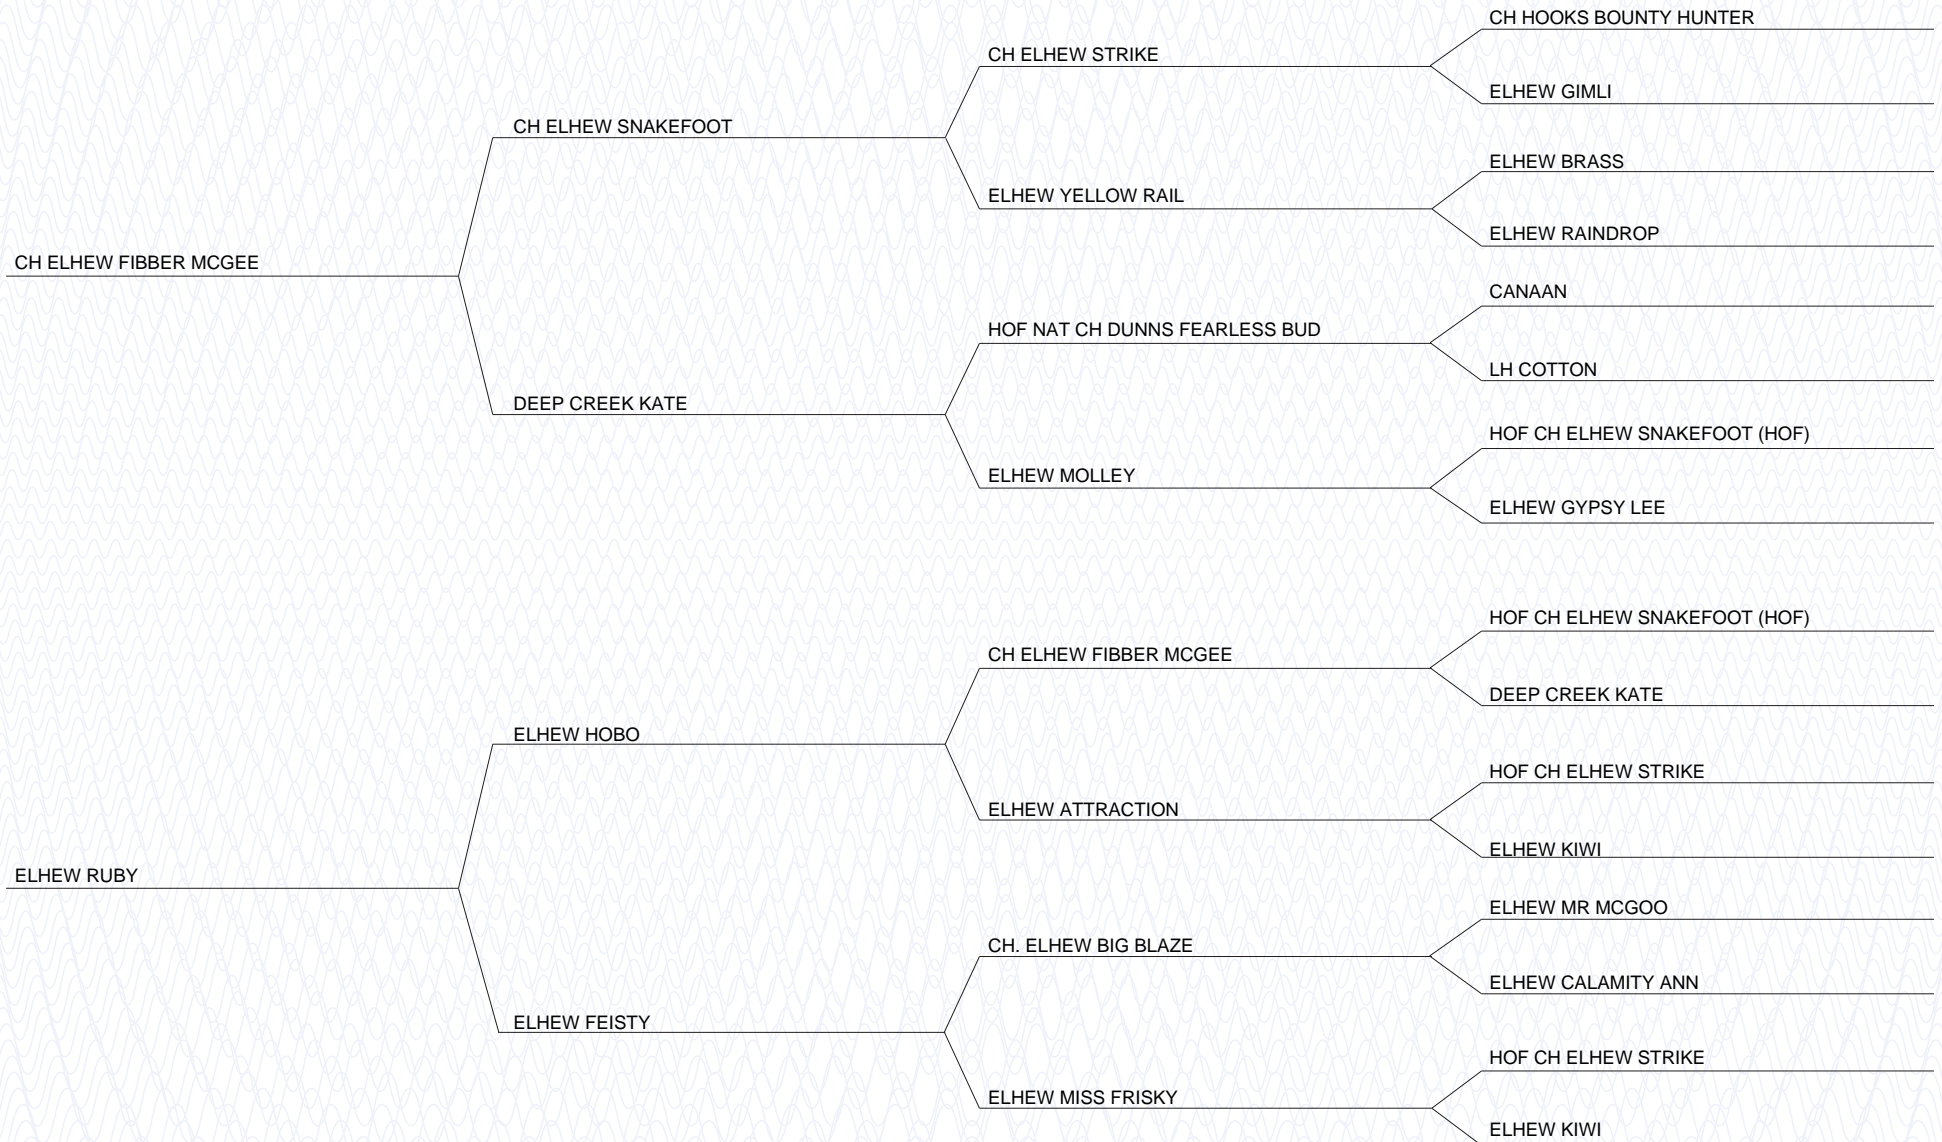 CH HOOKS BOUNTY HUNTER
CH ELHEW STRIKE
ELHEW GIMLI
CH ELHEW SNAKEFOOT
ELHEW BRASS
ELHEW YELLOW RAIL
ELHEW RAINDROP
CH ELHEW FIBBER MCGEE
CANAAN
HOF NAT CH DUNNS FEARLESS BUD
LH COTTON
DEEP CREEK KATE
HOF CH ELHEW SNAKEFOOT (HOF)
ELHEW MOLLEY
ELHEW GYPSY LEE
HOF CH ELHEW SNAKEFOOT (HOF)
CH ELHEW FIBBER MCGEE
DEEP CREEK KATE
ELHEW HOBO
HOF CH ELHEW STRIKE
ELHEW ATTRACTION
ELHEW KIWI
ELHEW RUBY
ELHEW MR MCGOO
CH. ELHEW BIG BLAZE
ELHEW CALAMITY ANN
ELHEW FEISTY
HOF CH ELHEW STRIKE
ELHEW MISS FRISKY
ELHEW KIWI